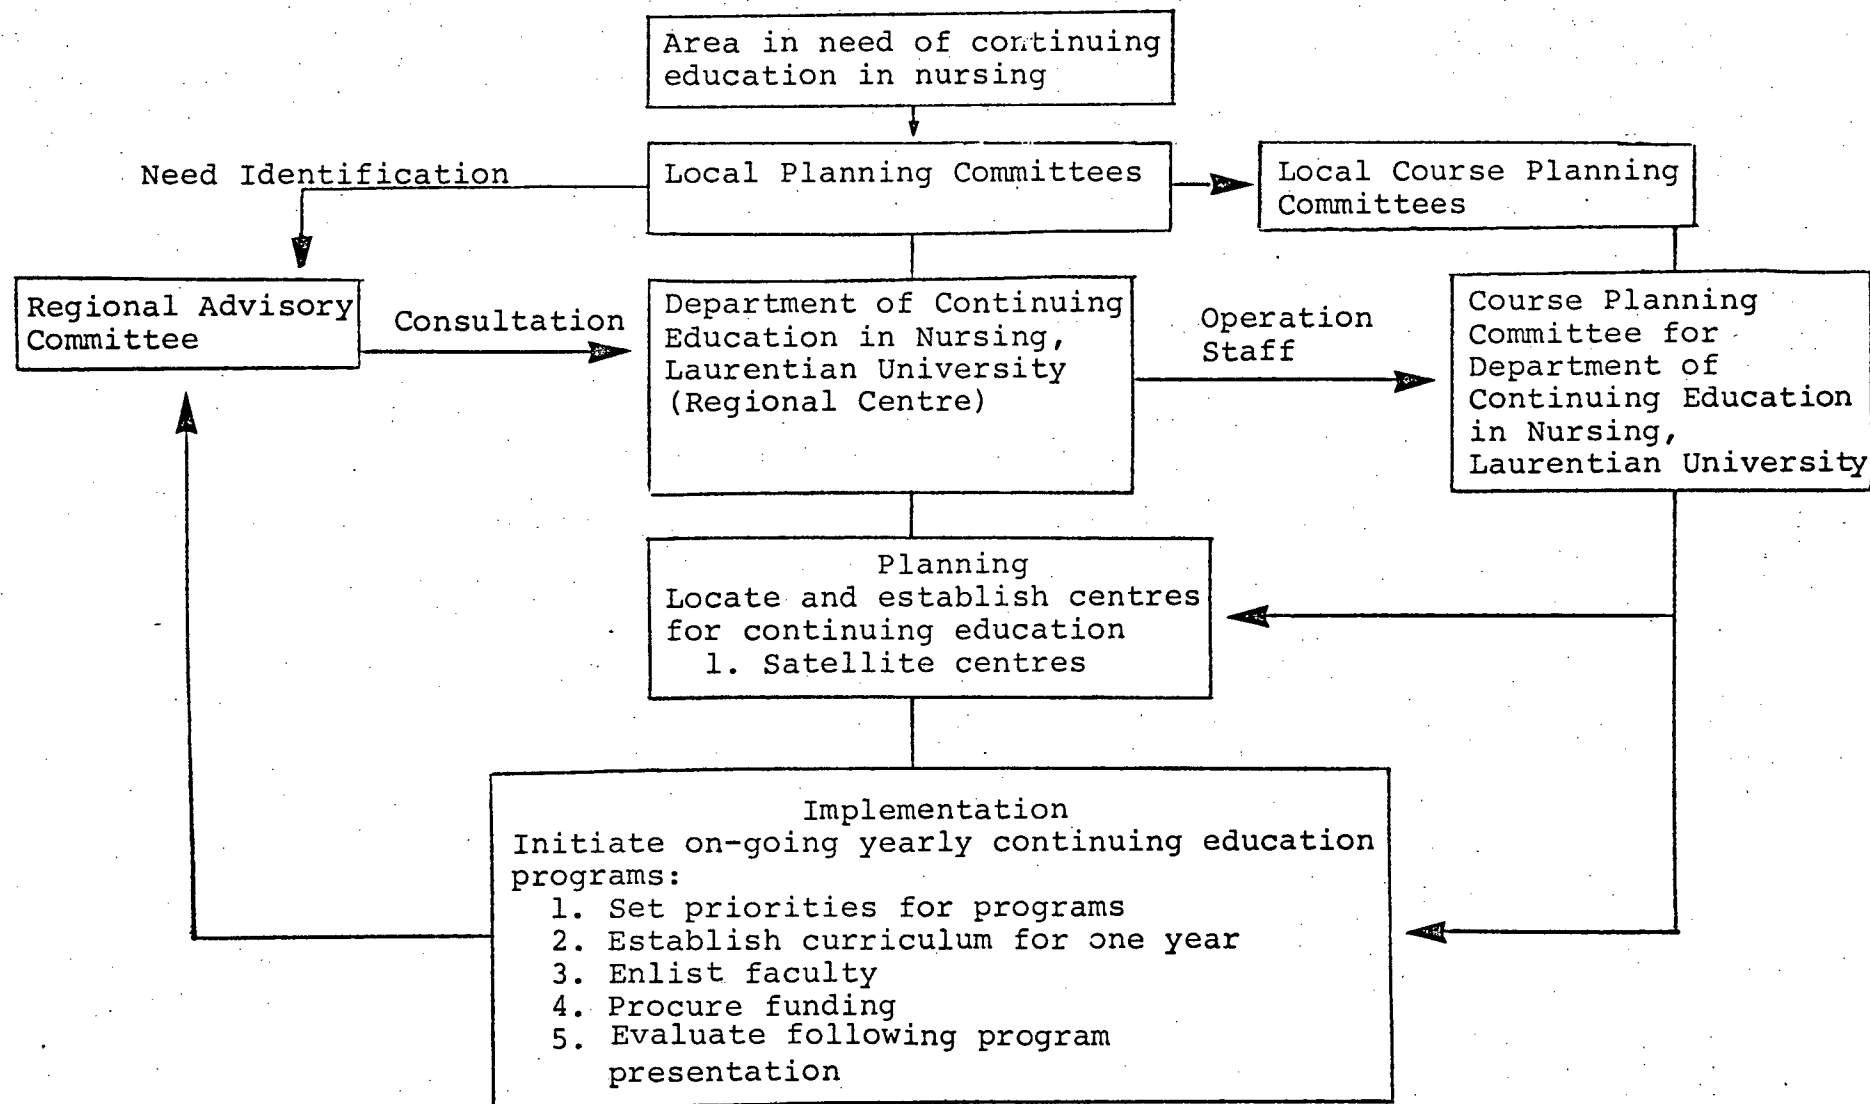 Area in need of continuing
education in nursing
Need Identification
Local Planning Committees
Local Course Planning
Committees
Regional Advisory
Committee
Consultation
Department of Continuing
Education in Nursing,
Laurentian University
(Regional Centre)
Operation
Staff
Course Planning
Committee for
Department of
Continuing Education
in Nursing,
Laurentian University
Planning
Locate and establish centres
for continuing education
1. Satellite centres
Implementation
Initiate on-going yearly continuing education
programs:
1. Set priorities for programs
2. Establish curriculum for one year
3. Enlist faculty
4. Procure funding
5. Evaluate following program
presentation